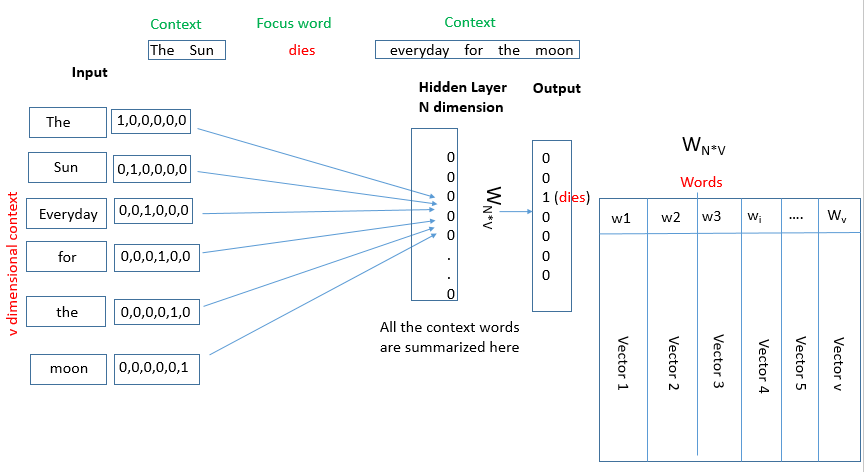 Context Focus word Context
The Sun dies everyday for the moon
Input
Hidden Layer
N dimension
Output
The 1,0,0,0,0,0
Sun 0,1,0,0,0,0
Everyday 0,0,1,0,0,0
for 0,0,0,1,0,0
the 0,0,0,0,1,0
moon 0,0,0,0,0,1
v dimensional context
0
0
0
0
0
.
.
0
W N*V
0
0
1 (dies)
0
0
0
0
All the context words
are summarized here
W N*V
Words
w1 w2 w3 wi .... Wv
Vector 1 Vector 2 Vector 3 Vector 4 Vector 5 Vector v